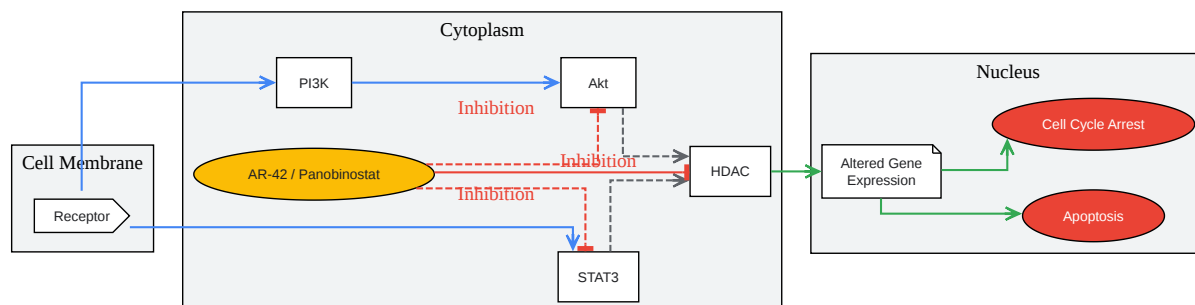 Cytoplasm
Nucleus
PI3K
Akt
Inhibition
Cell Cycle Arrest
Cell Membrane
AR-42 / Panobinostat
Inhibition
HDAC
Altered Gene
Expression
Inhibition
Receptor
Apoptosis
STAT3